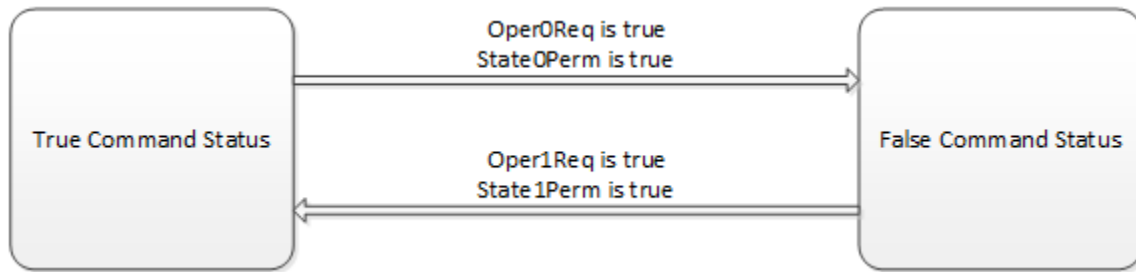 Oper0Req is true
State0Perm is true
True Command Status
False Command Status
Oper1Req is true
State1Perm is true